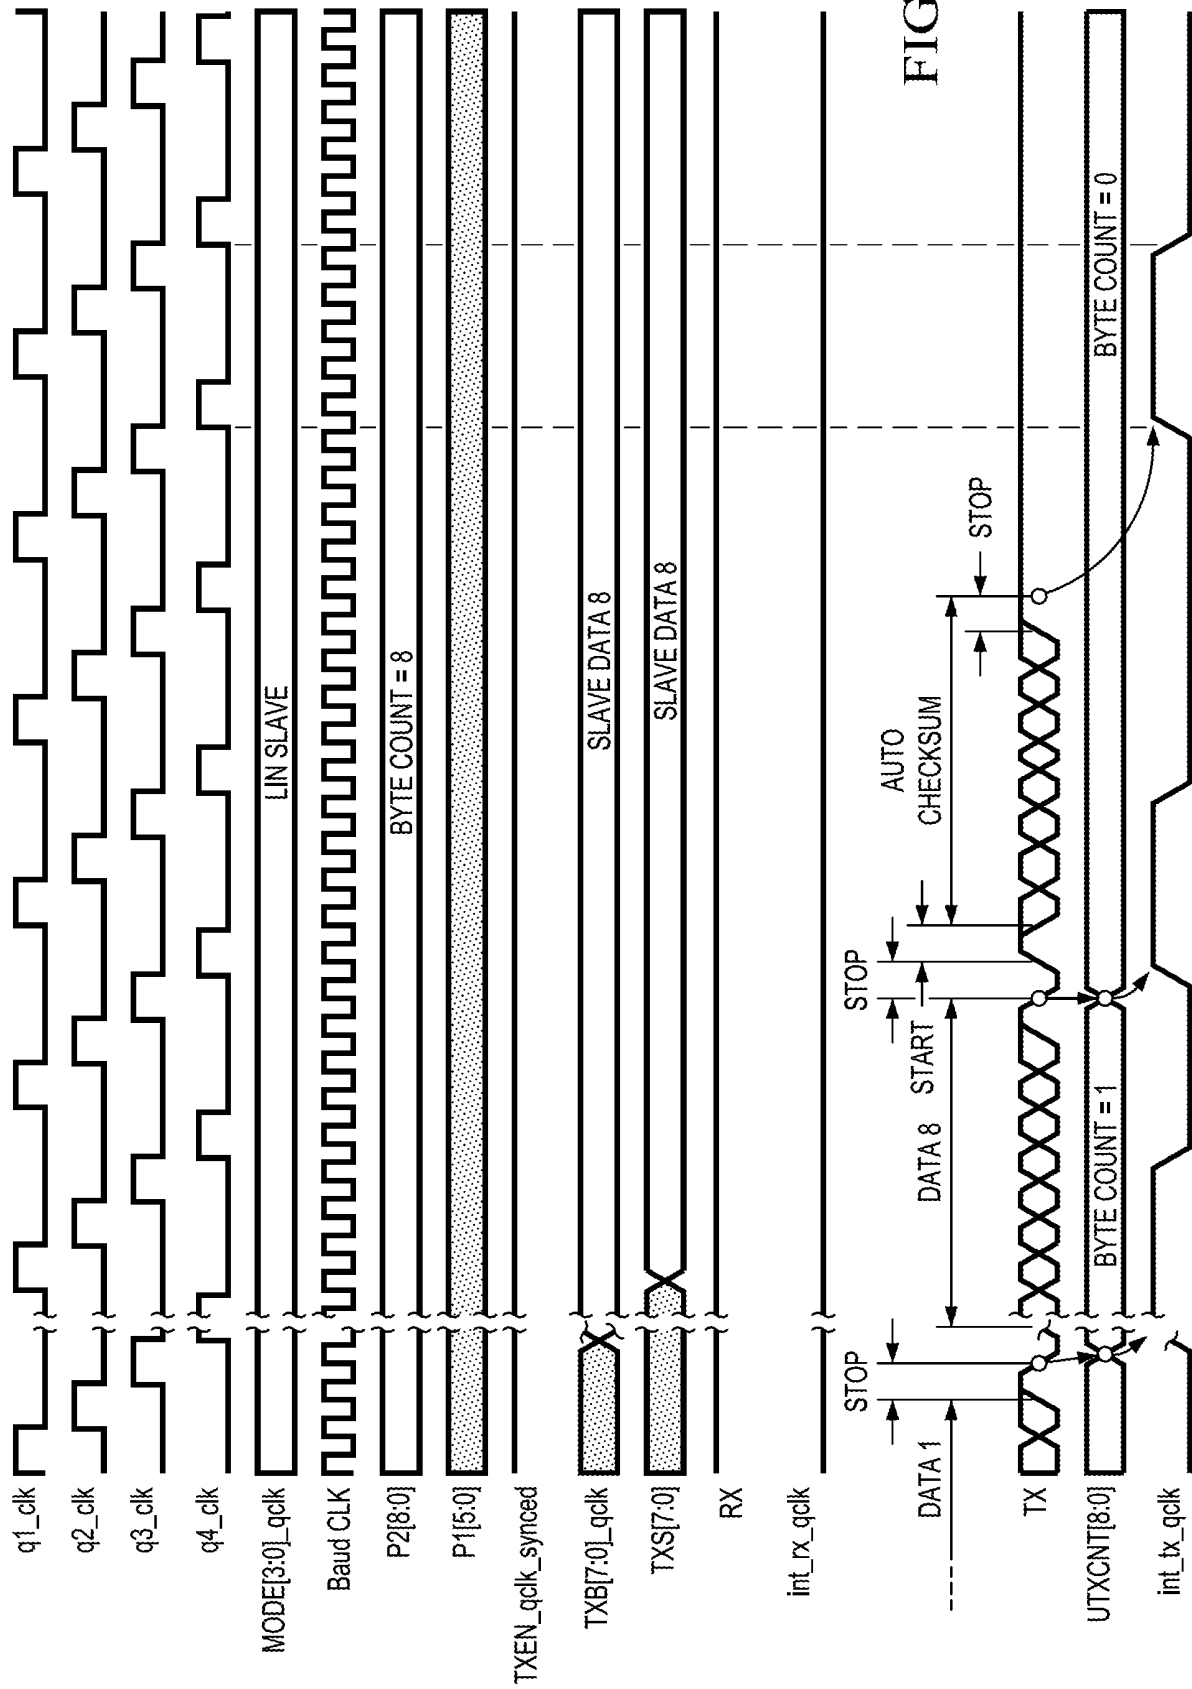 q1_clk
q2_clk
q3_clk
q4_clk
MODE[3:0]_qclk
LIN SLAVE
Baud CLK
P2[8:0]
BYTE COUNT = 8
P1[5:0]
TXEN_qclk_synced
TXB[7:0]_qclk
SLAVE DATA 8
TXS[7:0]
SLAVE DATA 8
RX
int_rx_qclk
STOP
STOP
START
AUTO
CHECKSUM
STOP
DATA 1
DATA 8
TX
UTXCNT[8:0]
BYTE COUNT = 1
BYTE COUNT = 0
int_tx_qclk
FIG